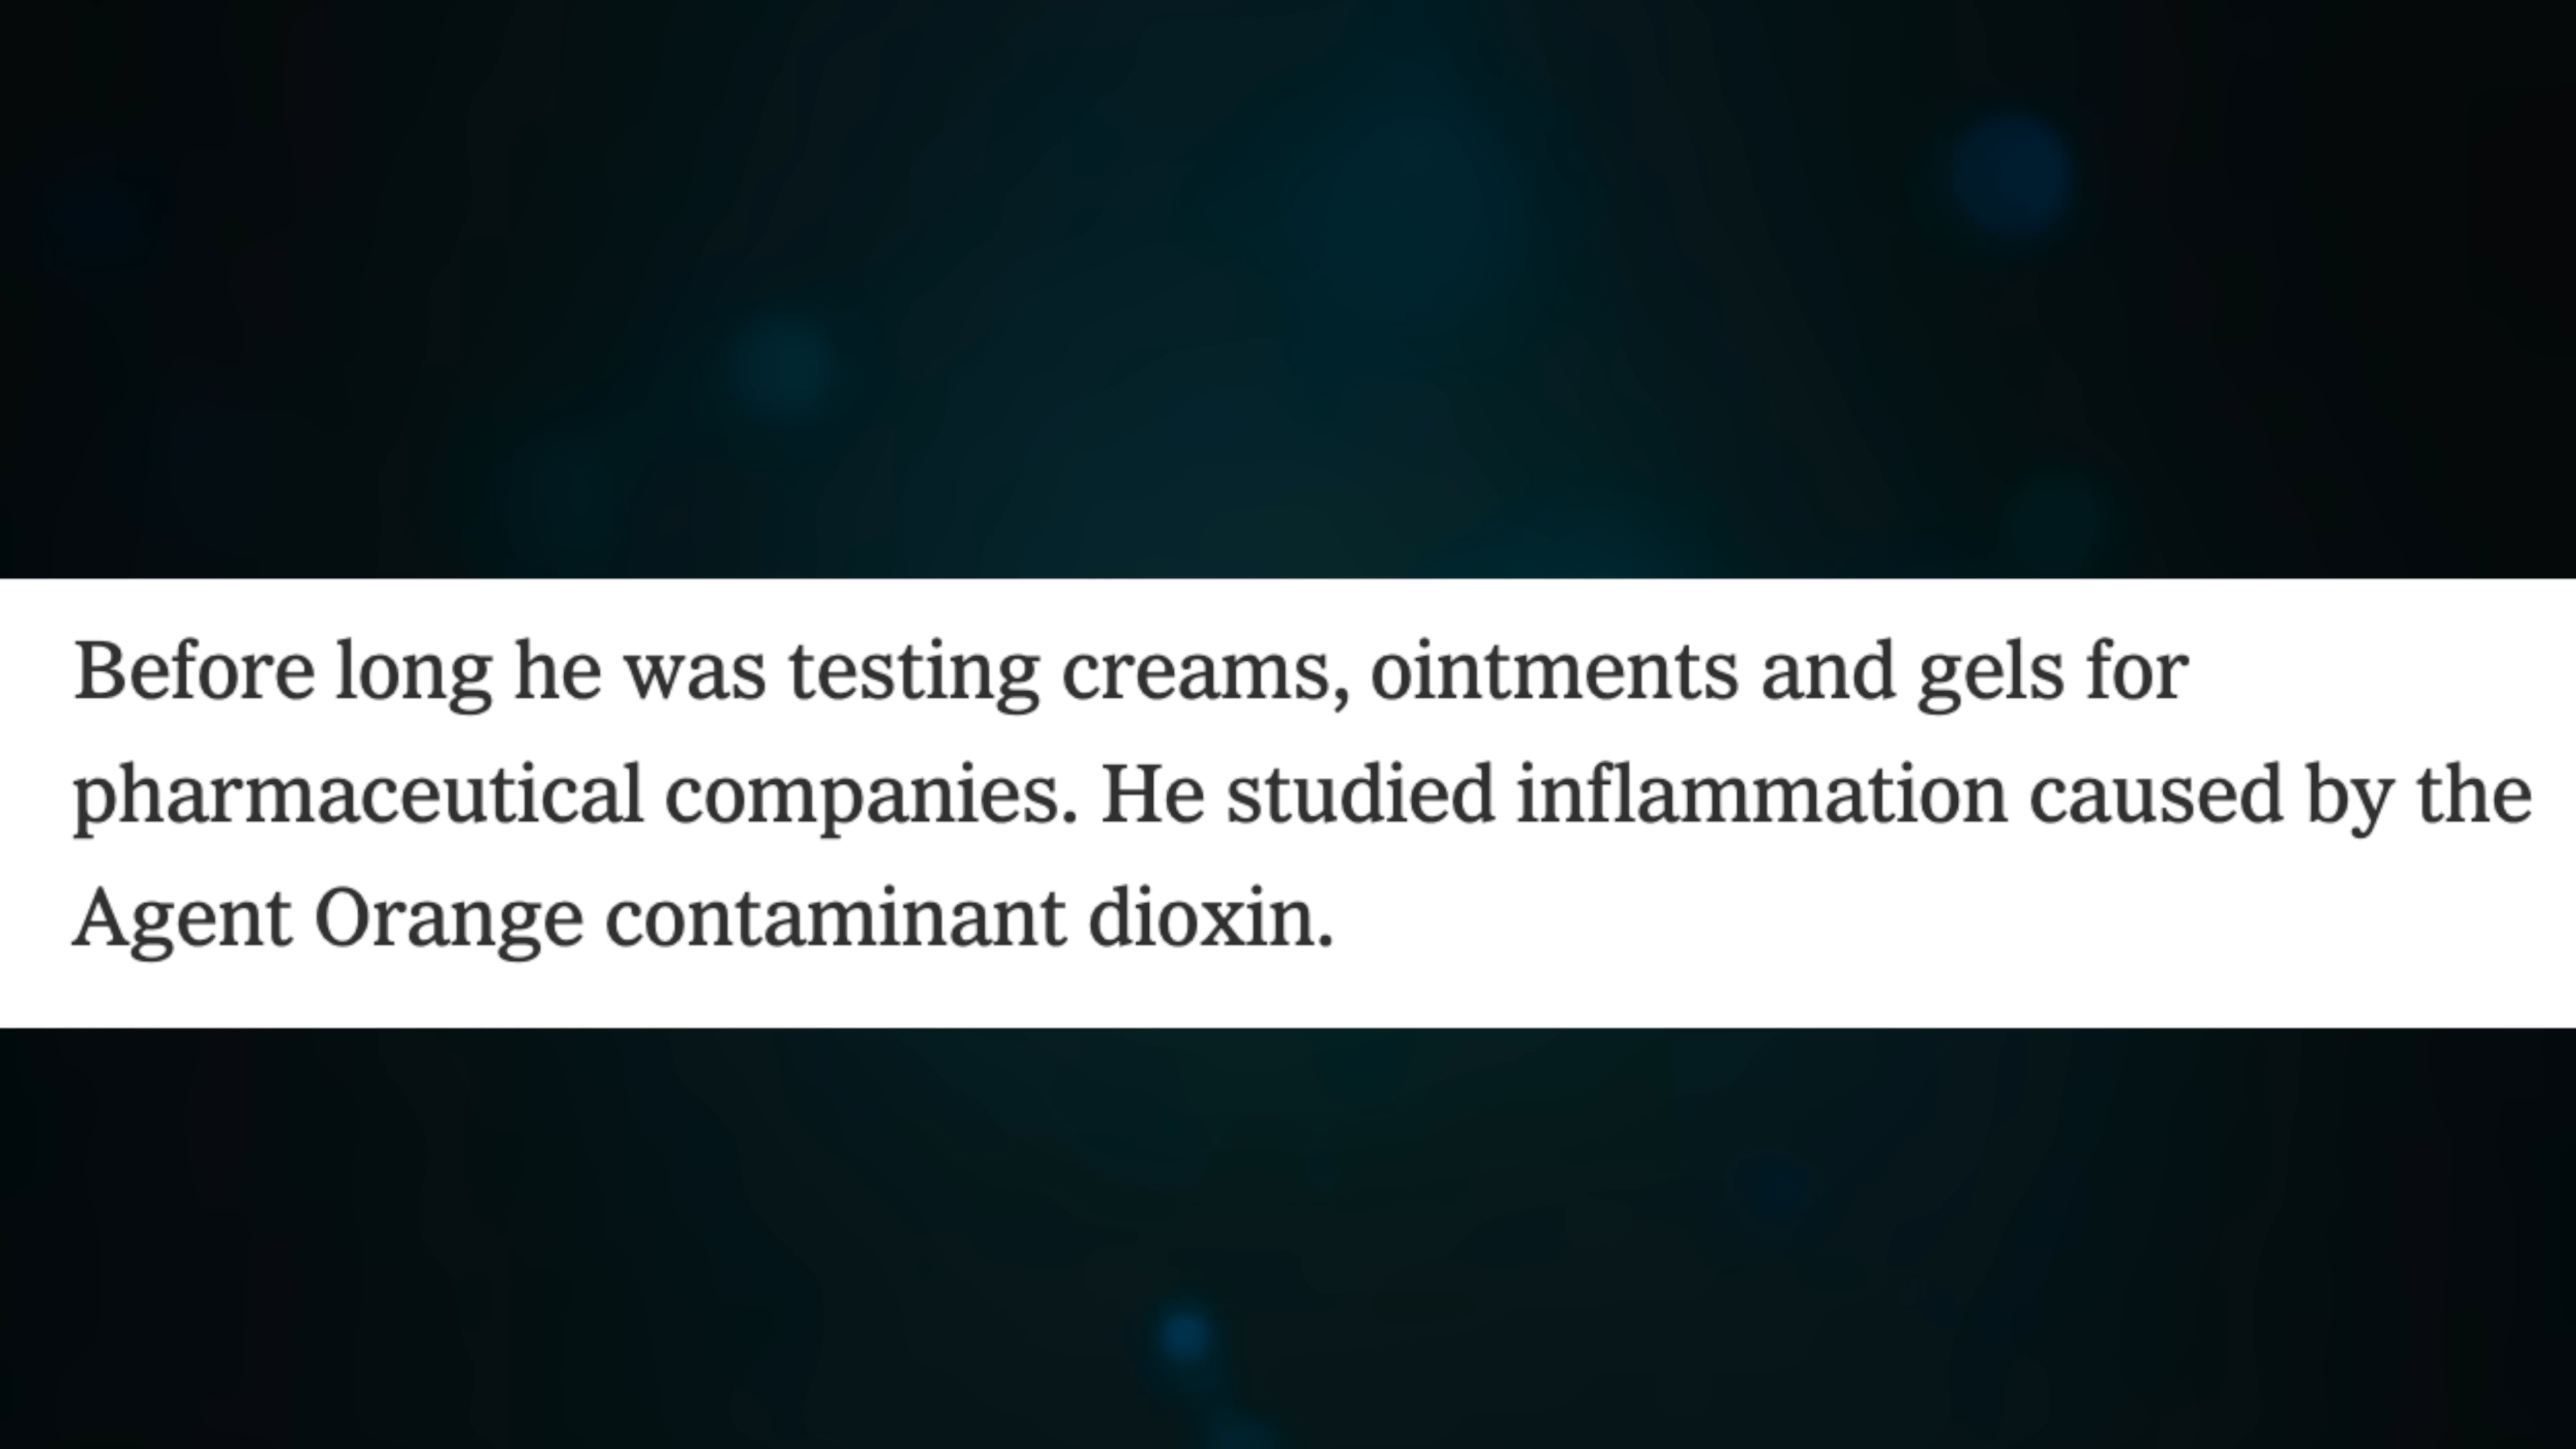 Before long he was testing creams, ointments and gels for
pharmaceutical companies. He studied inflammation caused by the
Agent Orange contaminant dioxin.